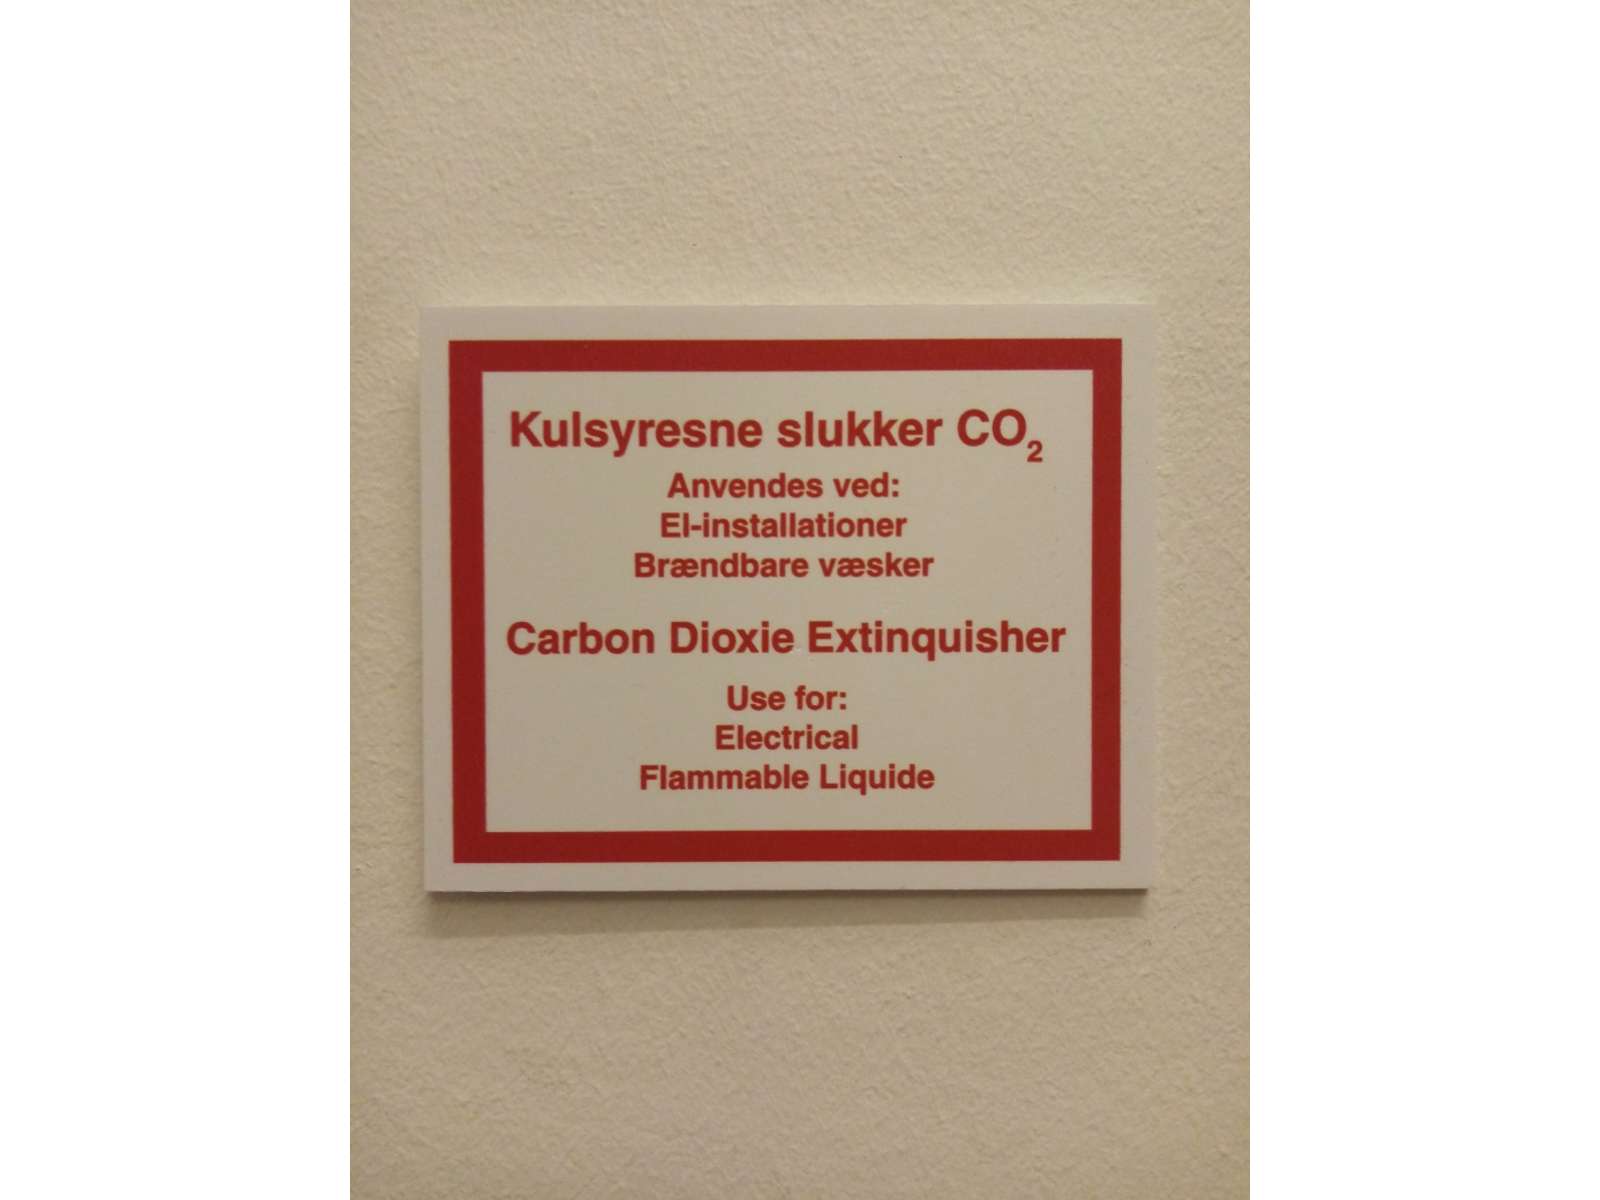 Kulsyresne slukker CO₂
Anvendes ved:
El-installationer
Brændbare væsker
Carbon Dioxie Extinquisher
Use for:
Electrical
Flammable Liquide